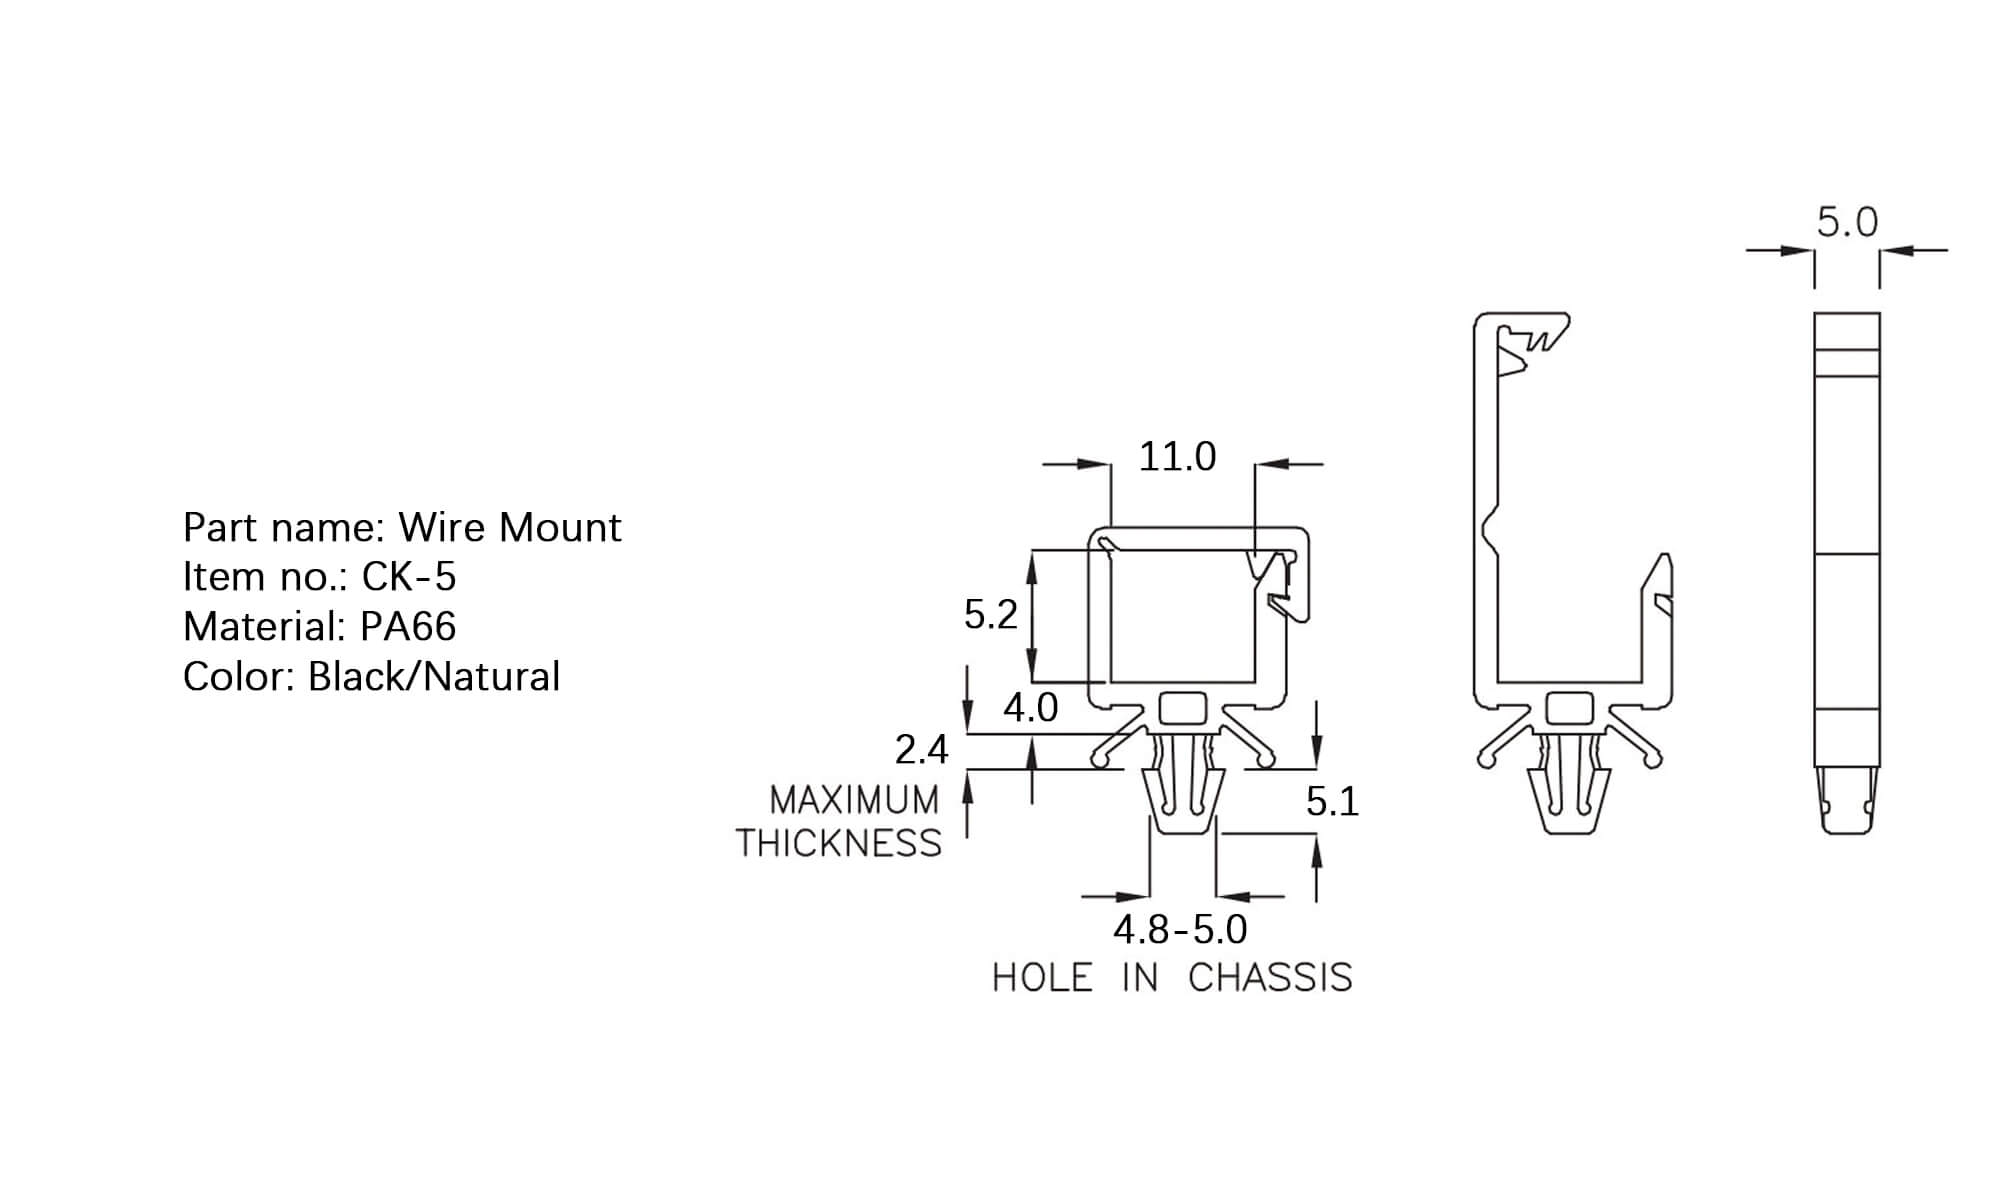 Part name: Wire Mount
Item no.: CK-5
Material: PA66
Color: Black/Natural
5.0
11.0
5.2
4.0
2.4
MAXIMUM
THICKNESS
5.1
4.8-5.0
HOLE IN CHASSIS